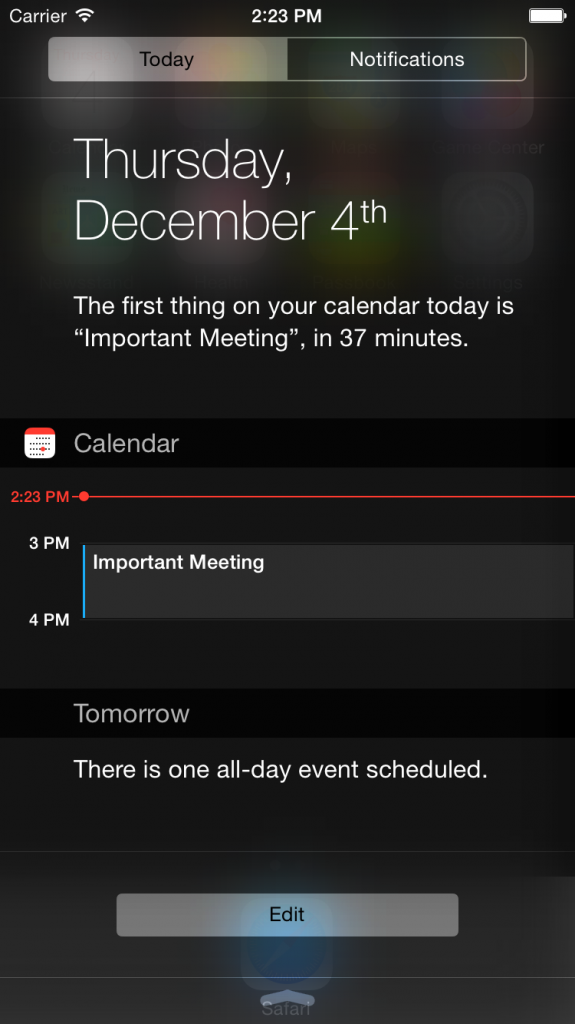 Carrier 2:23 PM
Today Notifications
Thursday,
December 4th
The first thing on your calendar today is
“Important Meeting”, in 37 minutes.
Calendar
2:23 PM
3 PM
Important Meeting
4 PM
Tomorrow
There is one all-day event scheduled.
Edit
Safari